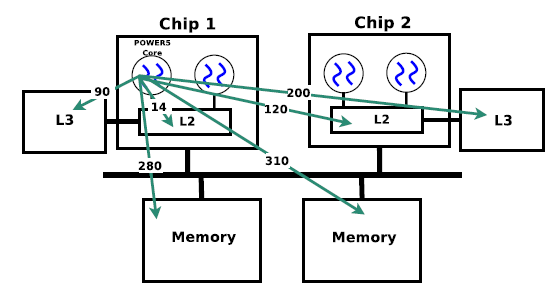 Chip 1
Chip 2
POWER5
Core
90
200
14
120
L3
L2
L2
L3
280
310
Memory
Memory